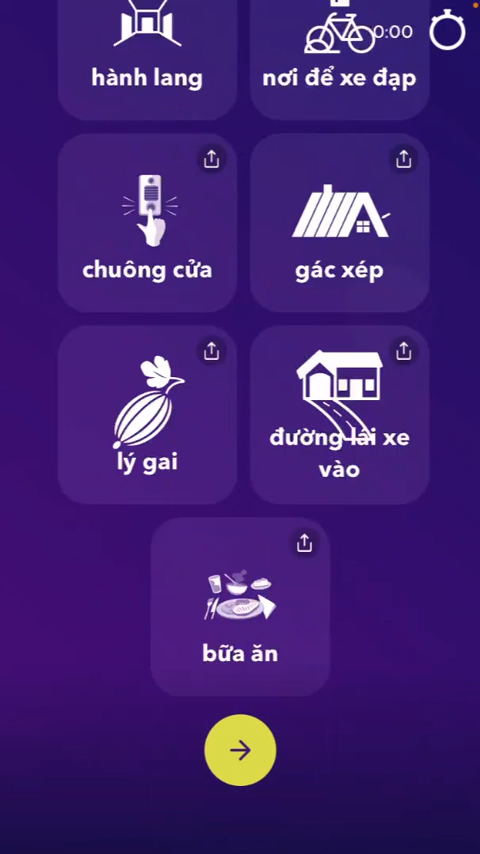 0:00
hành lang
nơi để xe đạp
chuông cửa
gác xép
lý gai
đường lái xe
vào
bữa ăn